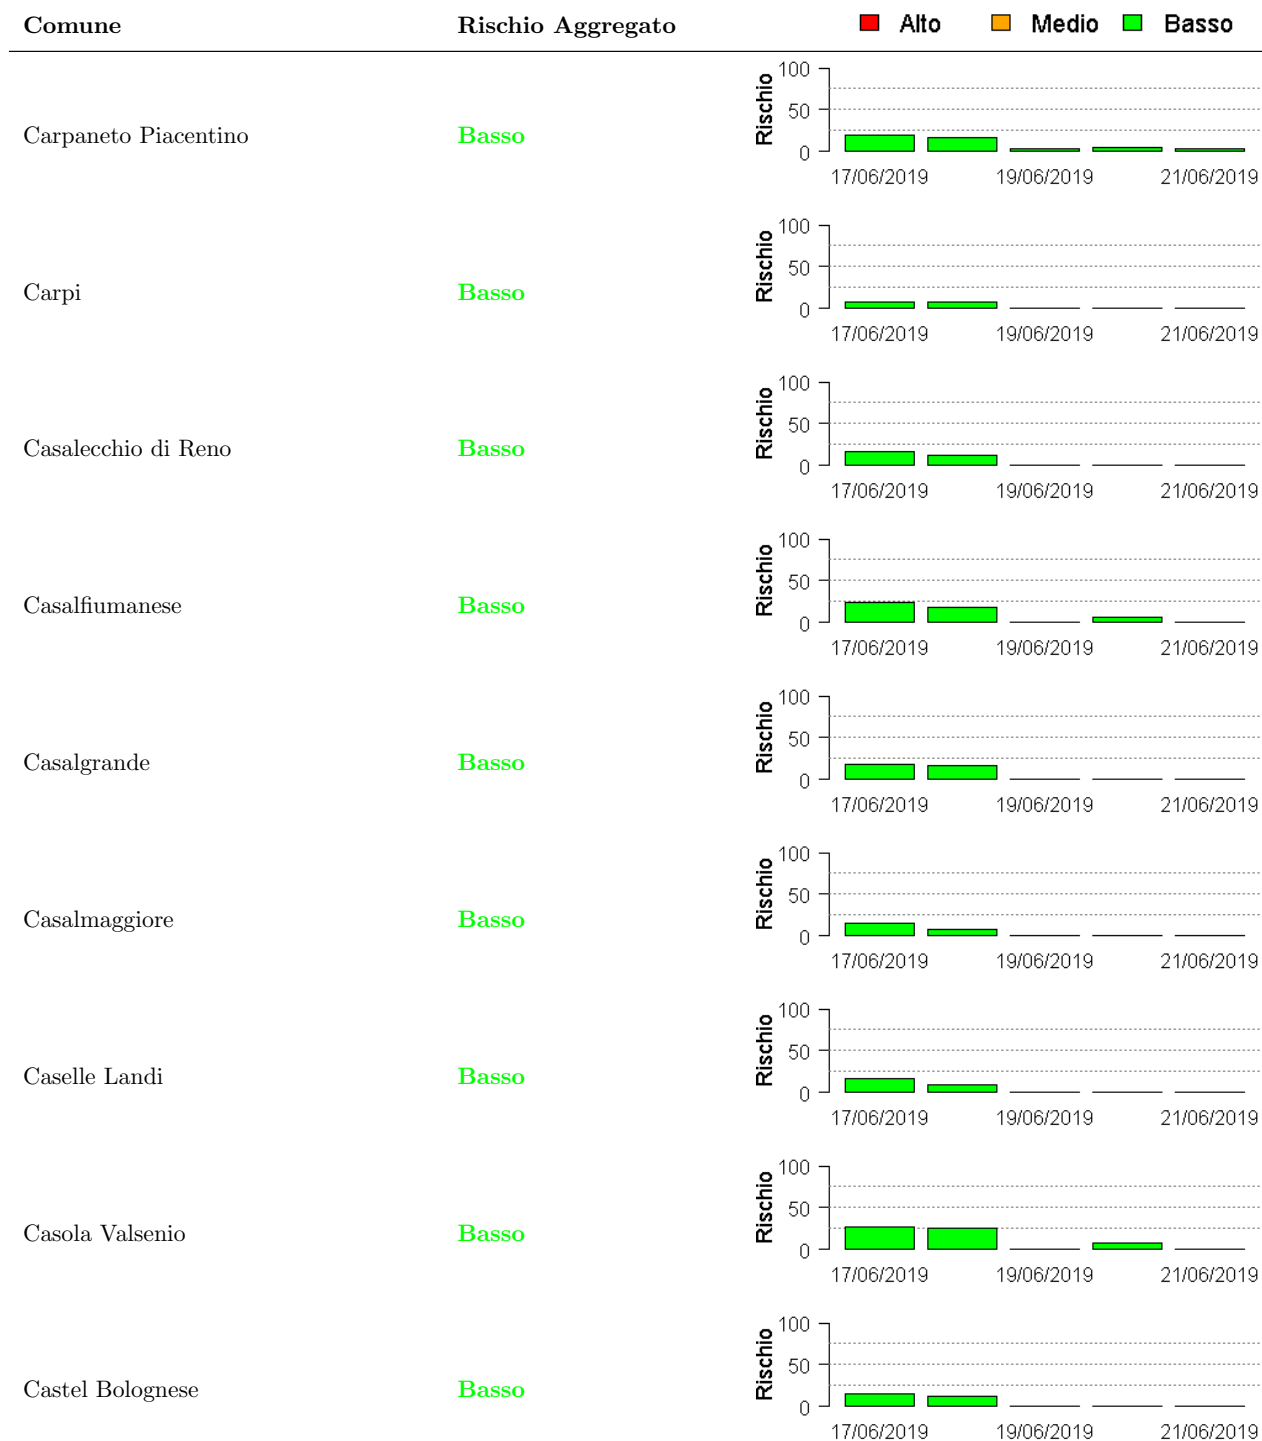 Comune Rischio Aggregato Alto Medio Basso
Carpaneto Piacentino Basso
Rischio
100
50
0
17/06/2019 19/06/2019 21/06/2019
Carpi Basso
Rischio
100
50
0
17/06/2019 19/06/2019 21/06/2019
Casalecchio di Reno Basso
Rischio
100
50
0
17/06/2019 19/06/2019 21/06/2019
Casalfiumanese Basso
Rischio
100
50
0
17/06/2019 19/06/2019 21/06/2019
Casalgrande Basso
Rischio
100
50
0
17/06/2019 19/06/2019 21/06/2019
Casalmaggiore Basso
Rischio
100
50
0
17/06/2019 19/06/2019 21/06/2019
Caselle Landi Basso
Rischio
100
50
0
17/06/2019 19/06/2019 21/06/2019
Casola Valsenio Basso
Rischio
100
50
0
17/06/2019 19/06/2019 21/06/2019
Castel Bolognese Basso
Rischio
100
50
0
17/06/2019 19/06/2019 21/06/2019